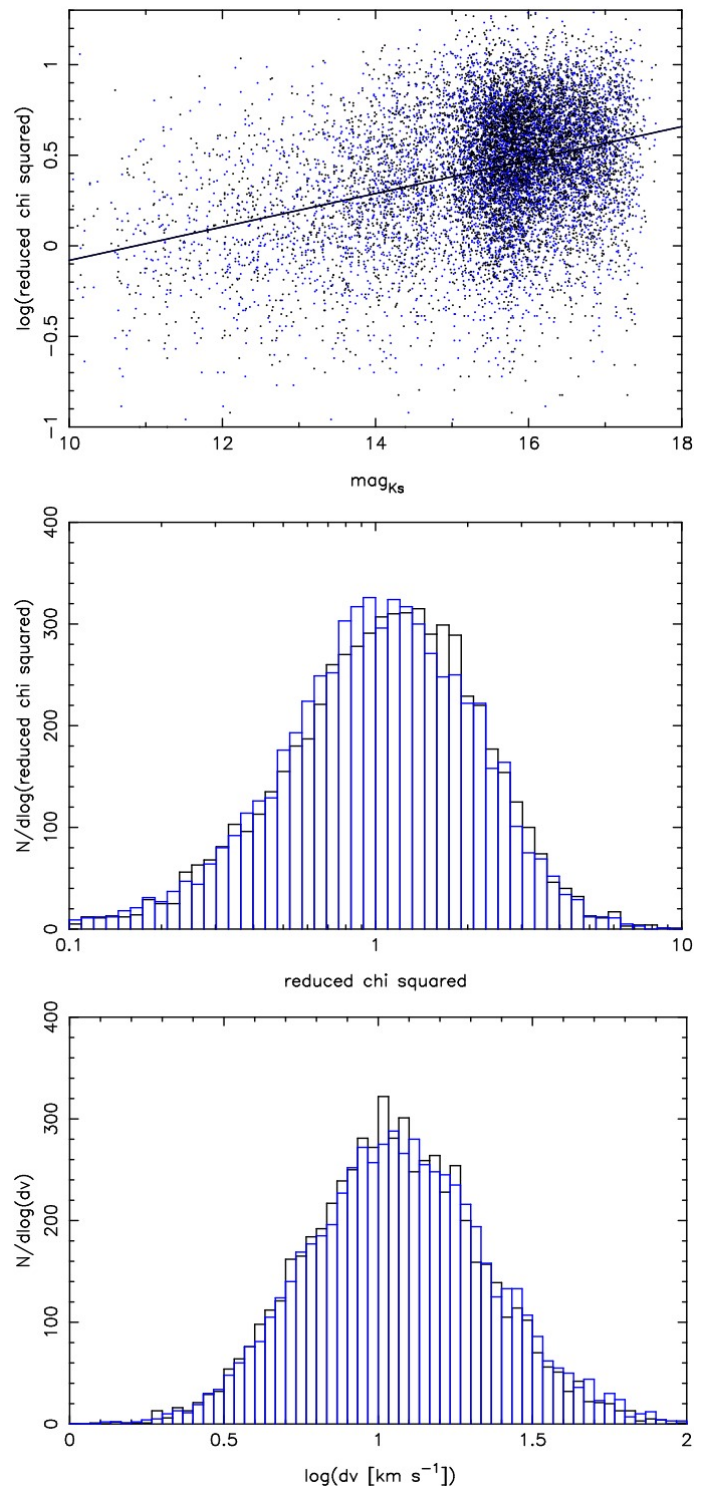 1
0.5
0
−0.5
−1
log(reduced chi squared)
10 12 14 16 18
mag_Ks
400
300
200
100
0
N/dlog(reduced chi squared)
0.1 1 10
reduced chi squared
400
300
200
100
0
N/dlog(dv)
0 0.5 1 1.5 2
log(dv [km s⁻¹])